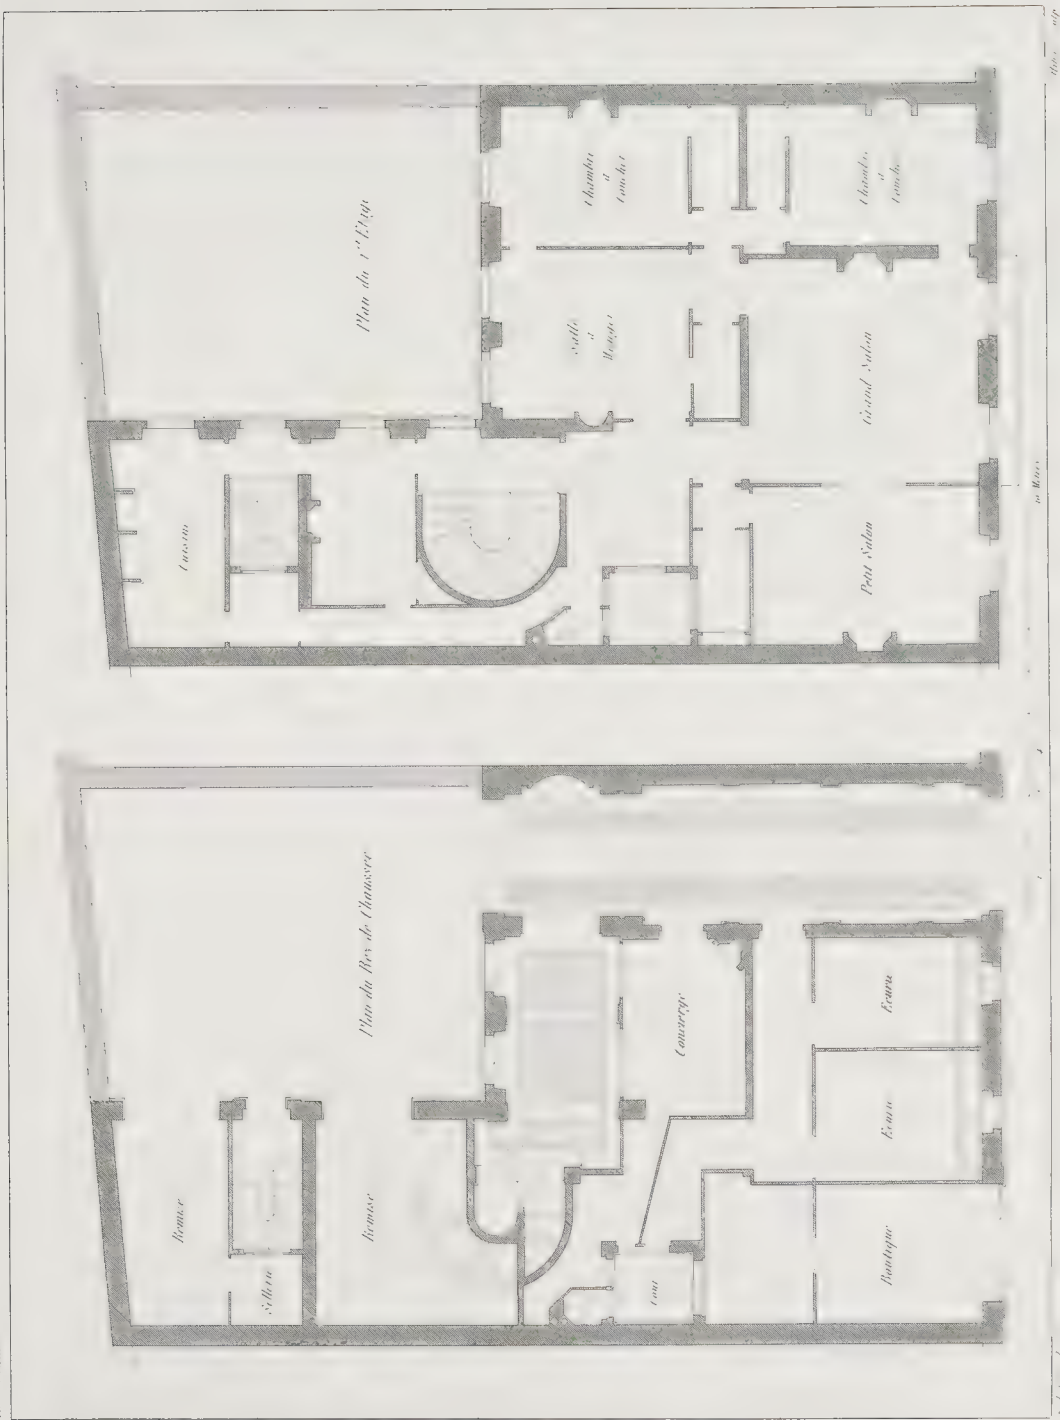 Plan du 1er Etage
Chambre
à
Coucher
Chambre
à
Coucher
Salle
à
Manger
Grand Salon
Petit Salon
Cuisine
Plan du Rez de Chaussée
Remise
Sellerie
Remise
Concierge
Cour
Ecurie
Ecurie
Boutique